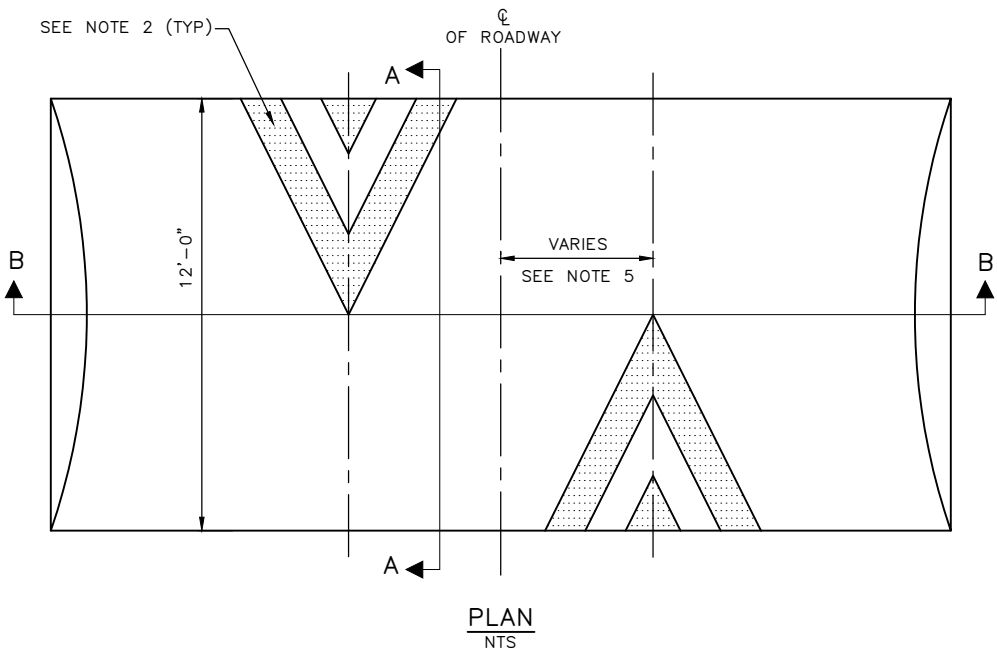 ℄
OF ROADWAY
SEE NOTE 2 (TYP)
A
B
12'-0"
VARIES
SEE NOTE 5
B
A
PLAN
NTS